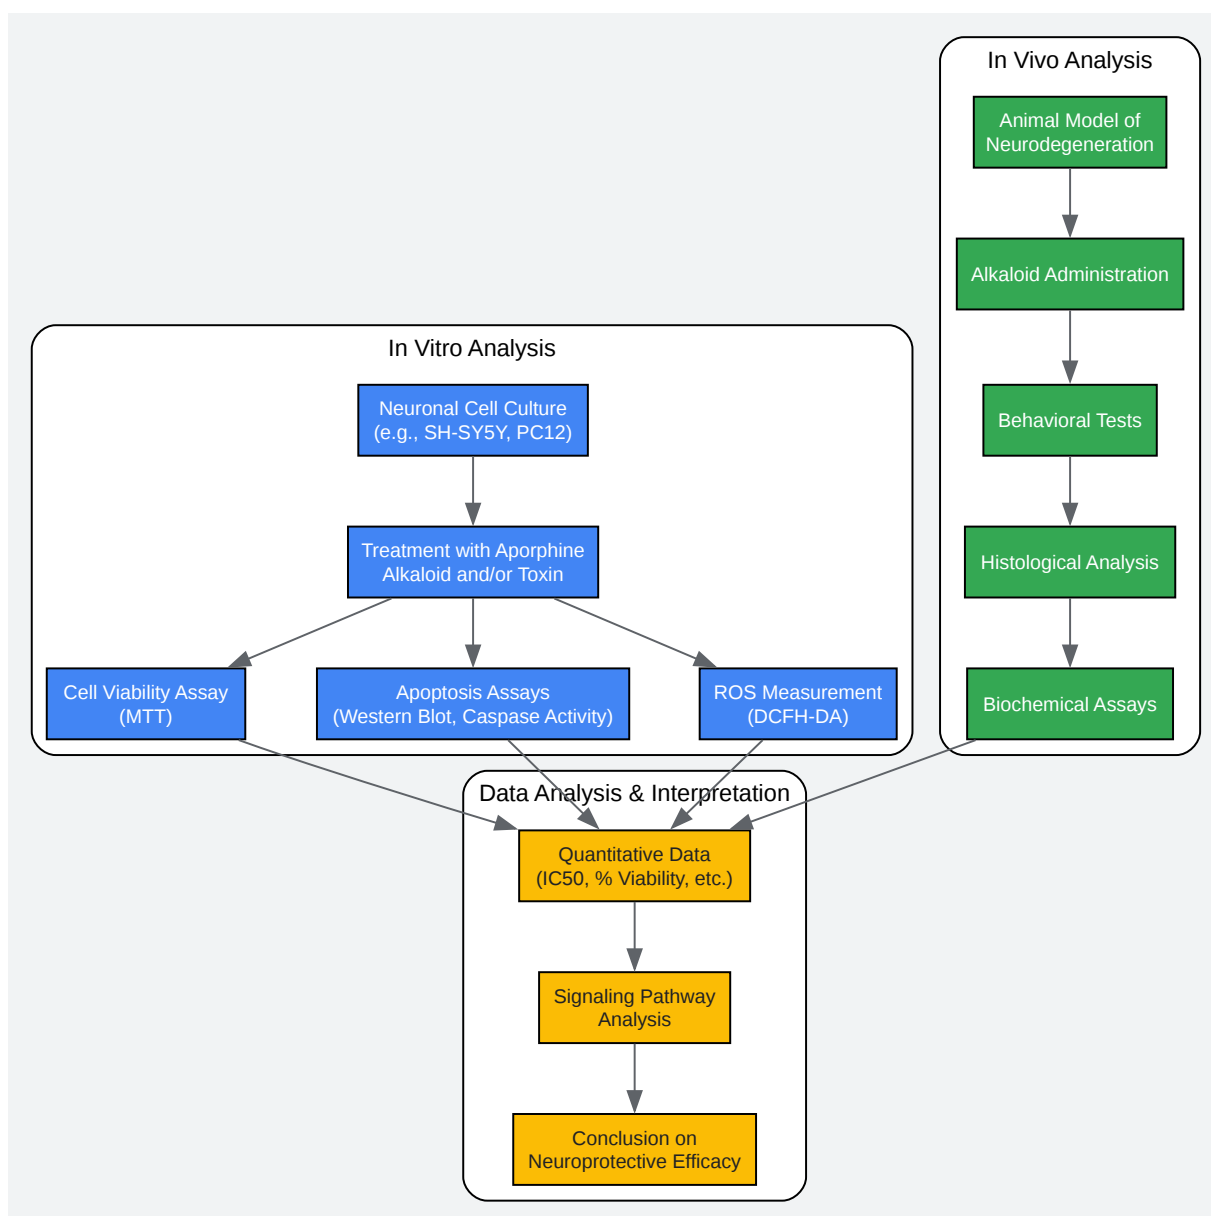 In Vivo Analysis
Animal Model of
Neurodegeneration
Alkaloid Administration
Behavioral Tests
Histological Analysis
Biochemical Assays
In Vitro Analysis
Neuronal Cell Culture
(e.g., SH-SY5Y, PC12)
Treatment with Aporphine
Alkaloid and/or Toxin
Cell Viability Assay
(MTT)
Apoptosis Assays
(Western Blot, Caspase Activity)
ROS Measurement
(DCFH-DA)
Data Analysis & Interpretation
Quantitative Data
(IC50, % Viability, etc.)
Signaling Pathway
Analysis
Conclusion on
Neuroprotective Efficacy